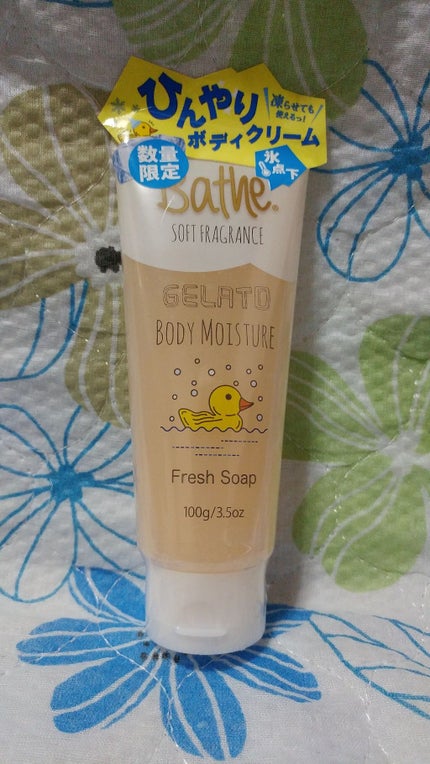 ひんやり
凍らせても
使えるっ!
ボディクリーム
数量
限定
氷
点
下
Bathe®
SOFT FRAGRANCE
GELATO
BODY MOISTURE
Fresh Soap
100g/3.5oz